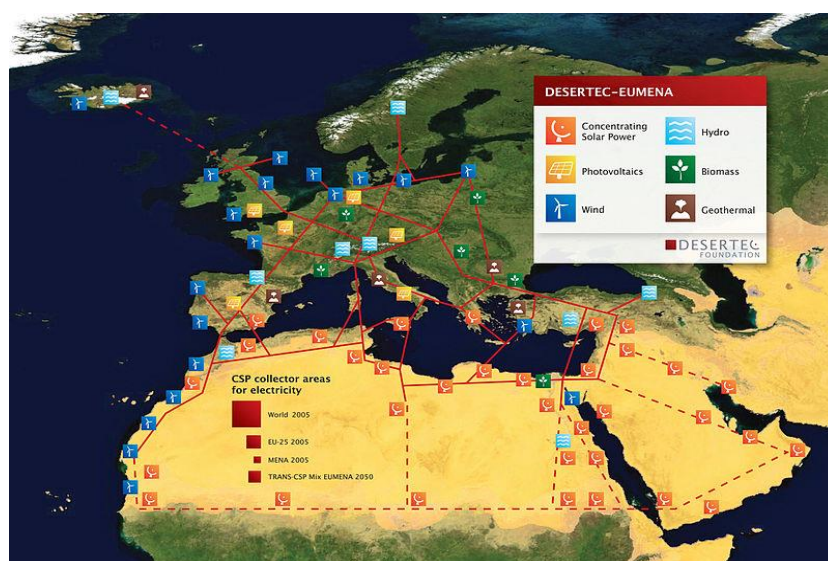 DESERTEC-EUMENA
Concentrating
Solar Power
Hydro
Photovoltaics
Biomass
Wind
Geothermal
DESERTEC
FOUNDATION
CSP collector areas
for electricity
World 2005
EU-25 2005
MENA 2005
TRANS-CSP Mix EUMENA 2050